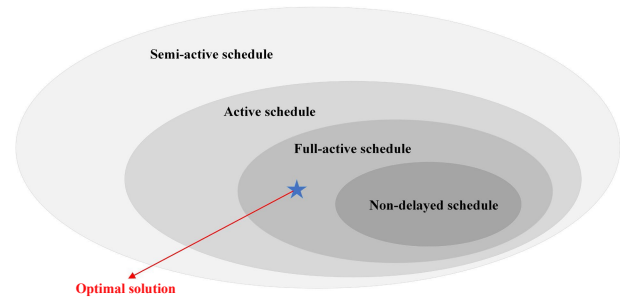 Semi-active schedule
Active schedule
Full-active schedule
Non-delayed schedule
Optimal solution